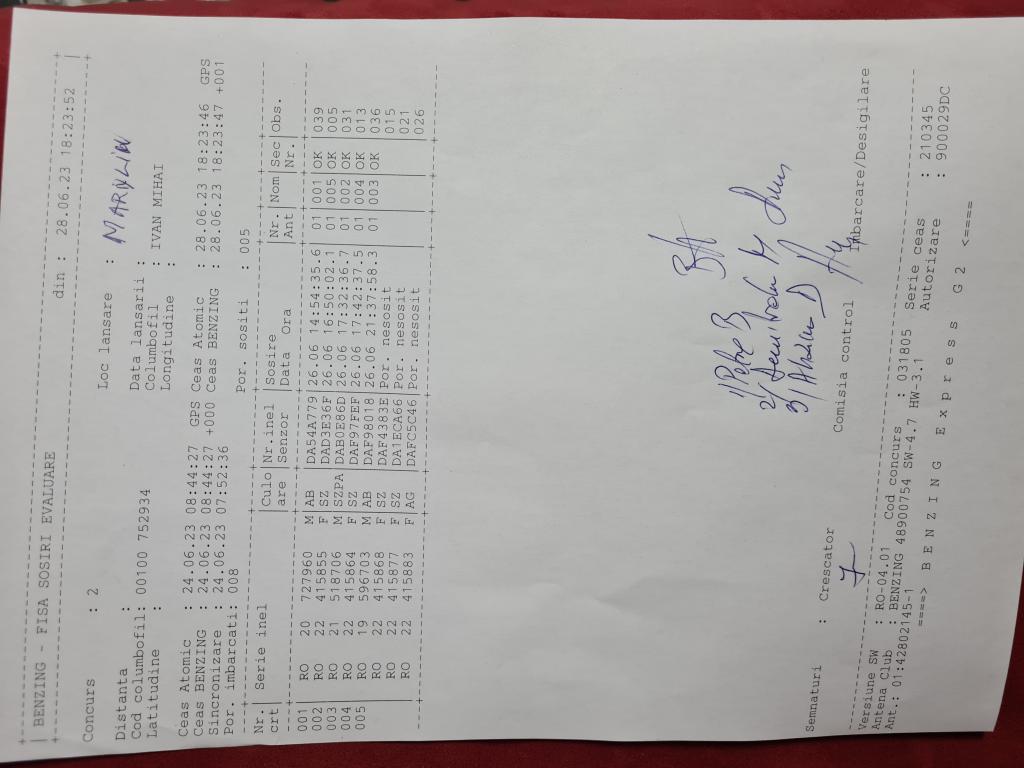 | BENZING - FISA SOSIRI EVALUARE din : 28.06.23 18:23:52 |
Concurs : 2 Loc lansare : MARYLIN
Distanta : Data lansarii :
Cod columbofil: 00100 752934 Columbofil : IVAN MIHAI
Latitudine : Longitudine :
Ceas Atomic : 24.06.23 08:44:27 GPS Ceas Atomic : 28.06.23 18:23:46 GPS
Ceas BENZING : 24.06.23 08:44:27 +000 Ceas BENZING : 28.06.23 18:23:47 +001
Sincronizare : 24.06.23 07:52:36
Por. imbarcati: 008 Por. sositi : 005
Nr.| Serie inel |Culo|Nr.inel |Sosire |Nr.|Nom|Sec|Obs.
crt| |are |Senzor |Data Ora |Ant| |Nr.|
001| RO 20 727960 M|AB |DA54A779|26.06 14:54:35.6| 01|001|OK |039
002| RO 22 415855 F|SZ |DAD3E36F|26.06 16:50:02.1| 01|005|OK |005
003| RO 21 518706 M|SZPA|DAB0E86D|26.06 17:32:36.7| 01|002|OK |031
004| RO 22 415864 F|SZ |DAF97FEF|26.06 17:42:37.5| 01|004|OK |013
005| RO 19 596703 M|AB |DAF98018|26.06 21:37:58.3| 01|003|OK |036
RO 22 415868 F|SZ |DAF4383E|Por. nesosit | | | |015
RO 22 415877 F|SZ |DA1ECA66|Por. nesosit | | | |021
RO 22 415883 F|AG |DAFC5C46|Por. nesosit | | | |026
1) Petre B
2)
3) D
Semnaturi : Crescator Comisia control Imbarcare/Desigilare
Versiune SW : RO-04.01 Cod concurs : 031805 Serie ceas : 210345
Antena Club : BENZING 48900754 SW-4.7 HW-3.1 Autorizare : 900029DC
Ant.: 01:42802145-1
====> B E N Z I N G E x p r e s s G 2 <====